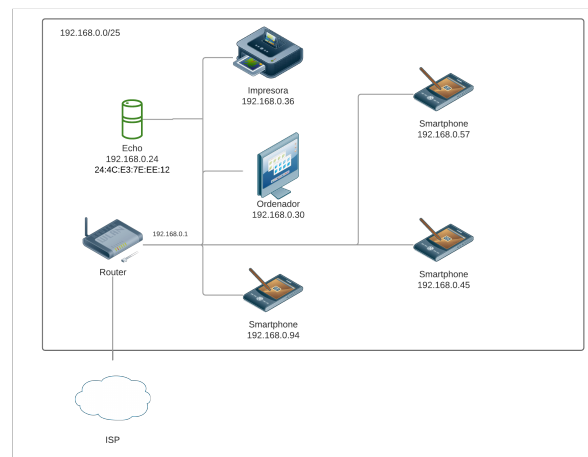 192.168.0.0/25
Impresora
192.168.0.36
Smartphone
192.168.0.57
Echo
192.168.0.24
24:4C:E3:7E:EE:12
Ordenador
192.168.0.30
192.168.0.1
Router
Smartphone
192.168.0.45
Smartphone
192.168.0.94
ISP